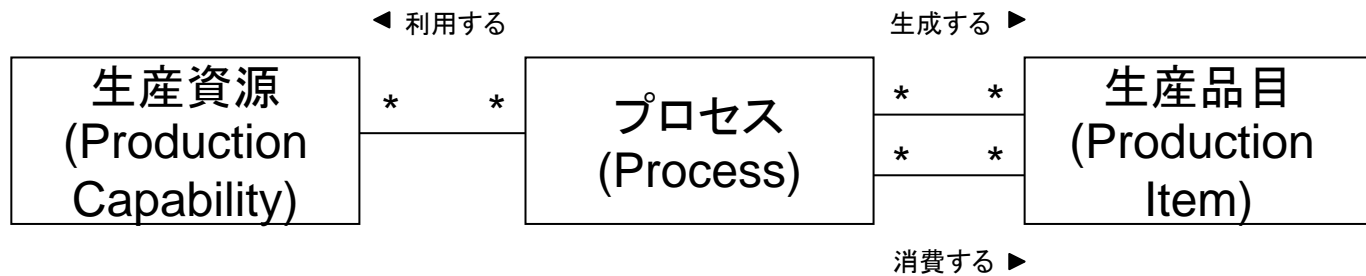 ◀ 利用する
生成する ▶
生産資源
(Production
Capability)
* *
プロセス
(Process)
* *
* *
生産品目
(Production
Item)
消費する ▶